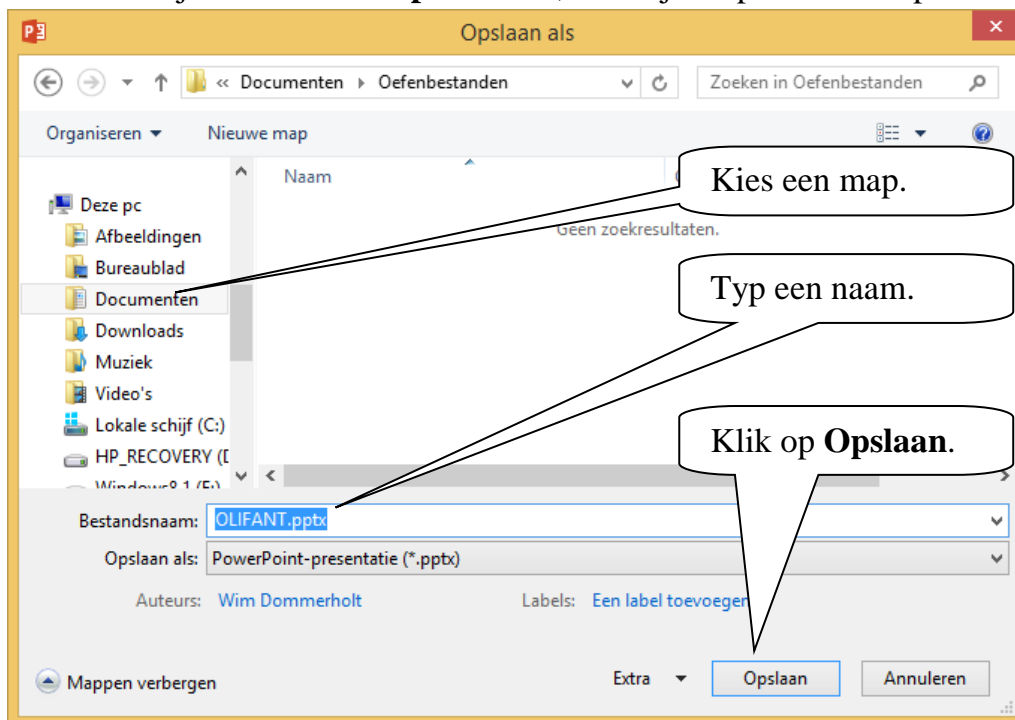 Opslaan als
« Documenten Oefenbestanden
Zoeken in Oefenbestanden
Organiseren Nieuwe map
Naam
Kies een map.
Deze pc
Geen zoekresultaten.
Afbeeldingen
Bureaublad
Documenten
Typ een naam.
Downloads
Muziek
Video's
Lokale schijf (C:)
Klik op Opslaan.
HP_RECOVERY
Bestandsnaam: OLIFANT.pptx
Opslaan als: PowerPoint-presentatie (*.pptx)
Auteurs: Wim Dommerholt Labels: Een label toevoegen
Mappen verbergen Extra Opslaan Annuleren